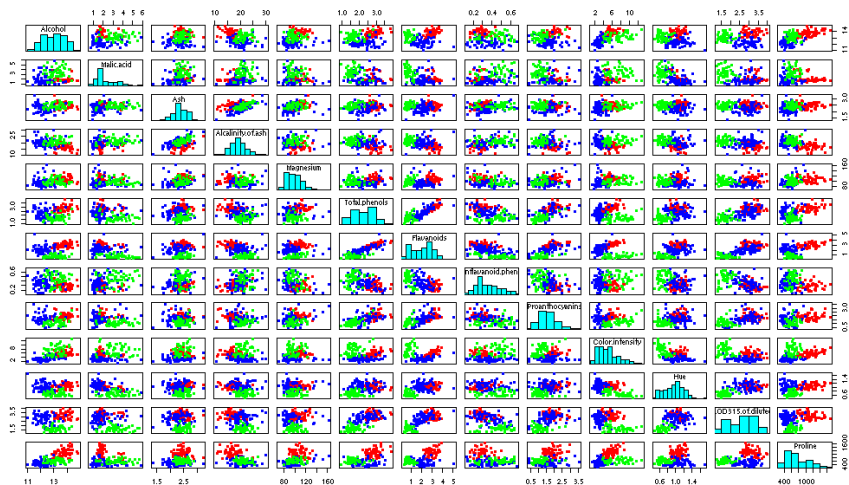 1 2 3 4 5 6
10 20 30
1.0 2.0 3.0
0.2 0.4 0.6
2 6 10
1.5 2.5 3.5
Alcohol
11 14
Malic.acid
1 3 5
Ash
1.5 3.0
Alcalinity.of.ash
10 25
Magnesium
80 160
Total.phenols
1.0 3.0
Flavanoids
1 3 5
nflavanoid.phen
0.2 0.6
Proanthocyanins
0.5 3.0
Color.intensity
2 8
Hue
0.6 1.4
.OD315.of.dilute
1.5 3.5
Proline
400 1600
11 13
1.5 2.5
80 120 160
1 2 3 4 5
0.5 1.5 2.5 3.5
0.6 1.0 1.4
400 1000